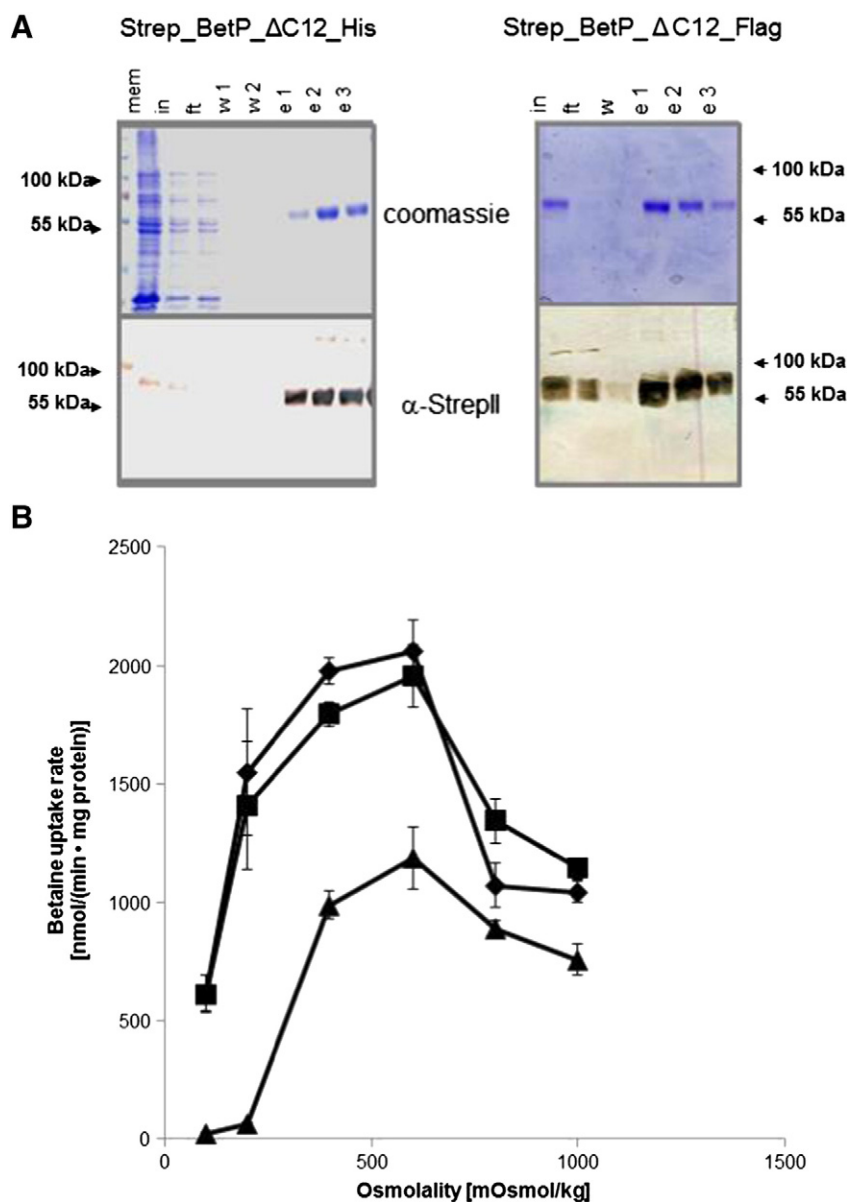 A
Strep_BetP_ΔC12_His
Strep_BetP_ΔC12_Flag
mem
in
ft
w 1
w 2
e 1
e 2
e 3
in
ft
w
e 1
e 2
e 3
100 kDa
55 kDa
coomassie
100 kDa
55 kDa
100 kDa
55 kDa
α-StrepII
100 kDa
55 kDa
B
2500
2000
1500
1000
500
0
Betaine uptake rate
[nmol/(min • mg protein)]
0
500
1000
1500
Osmolality [mOsmol/kg]